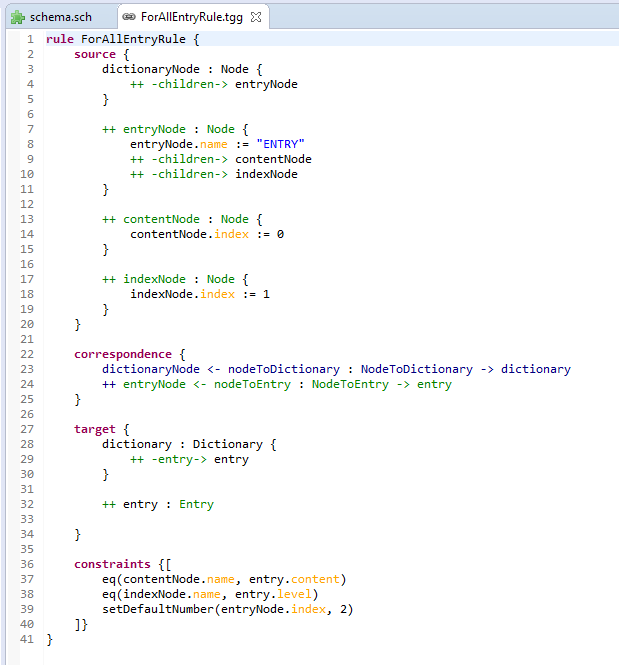 schema.sch ForAllEntryRule.tgg
1 rule ForAllEntryRule {
2     source {
3         dictionaryNode : Node {
4             ++ -children-> entryNode
5         }
6
7         ++ entryNode : Node {
8             entryNode.name := "ENTRY"
9             ++ -children-> contentNode
10             ++ -children-> indexNode
11         }
12
13         ++ contentNode : Node {
14             contentNode.index := 0
15         }
16
17         ++ indexNode : Node {
18             indexNode.index := 1
19         }
20     }
21
22     correspondence {
23         dictionaryNode <- nodeToDictionary : NodeToDictionary -> dictionary
24         ++ entryNode <- nodeToEntry : NodeToEntry -> entry
25     }
26
27     target {
28         dictionary : Dictionary {
29             ++ -entry-> entry
30         }
31
32         ++ entry : Entry
33
34     }
35
36     constraints {[
37         eq(contentNode.name, entry.content)
38         eq(indexNode.name, entry.level)
39         setDefaultNumber(entryNode.index, 2)
40     ]}
41 }